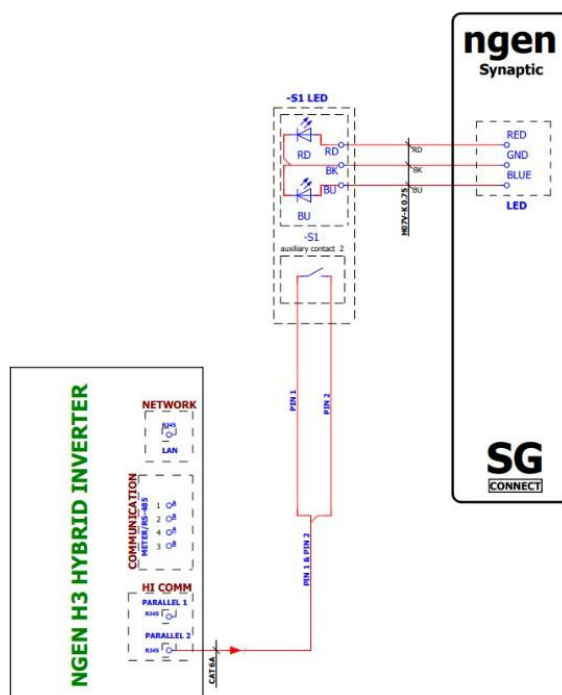 ngen
Synaptic
-S1 LED
RD
RD
BK
BU
BU
RD
BK
BU
H07V-K 0.75
RED
GND
BLUE
LED
-S1
auxiliary contact 2
PIN 1
PIN 2
PIN 1 & PIN 2
SG
CONNECT
NGEN H3 HYBRID INVERTER
NETWORK
RJ45
LAN
COMMUNICATION
METER/RS-485
1 A
2 B
4 A
3 B
HI COMM
PARALLEL 1
RJ45
PARALLEL 2
RJ45
CAT6A